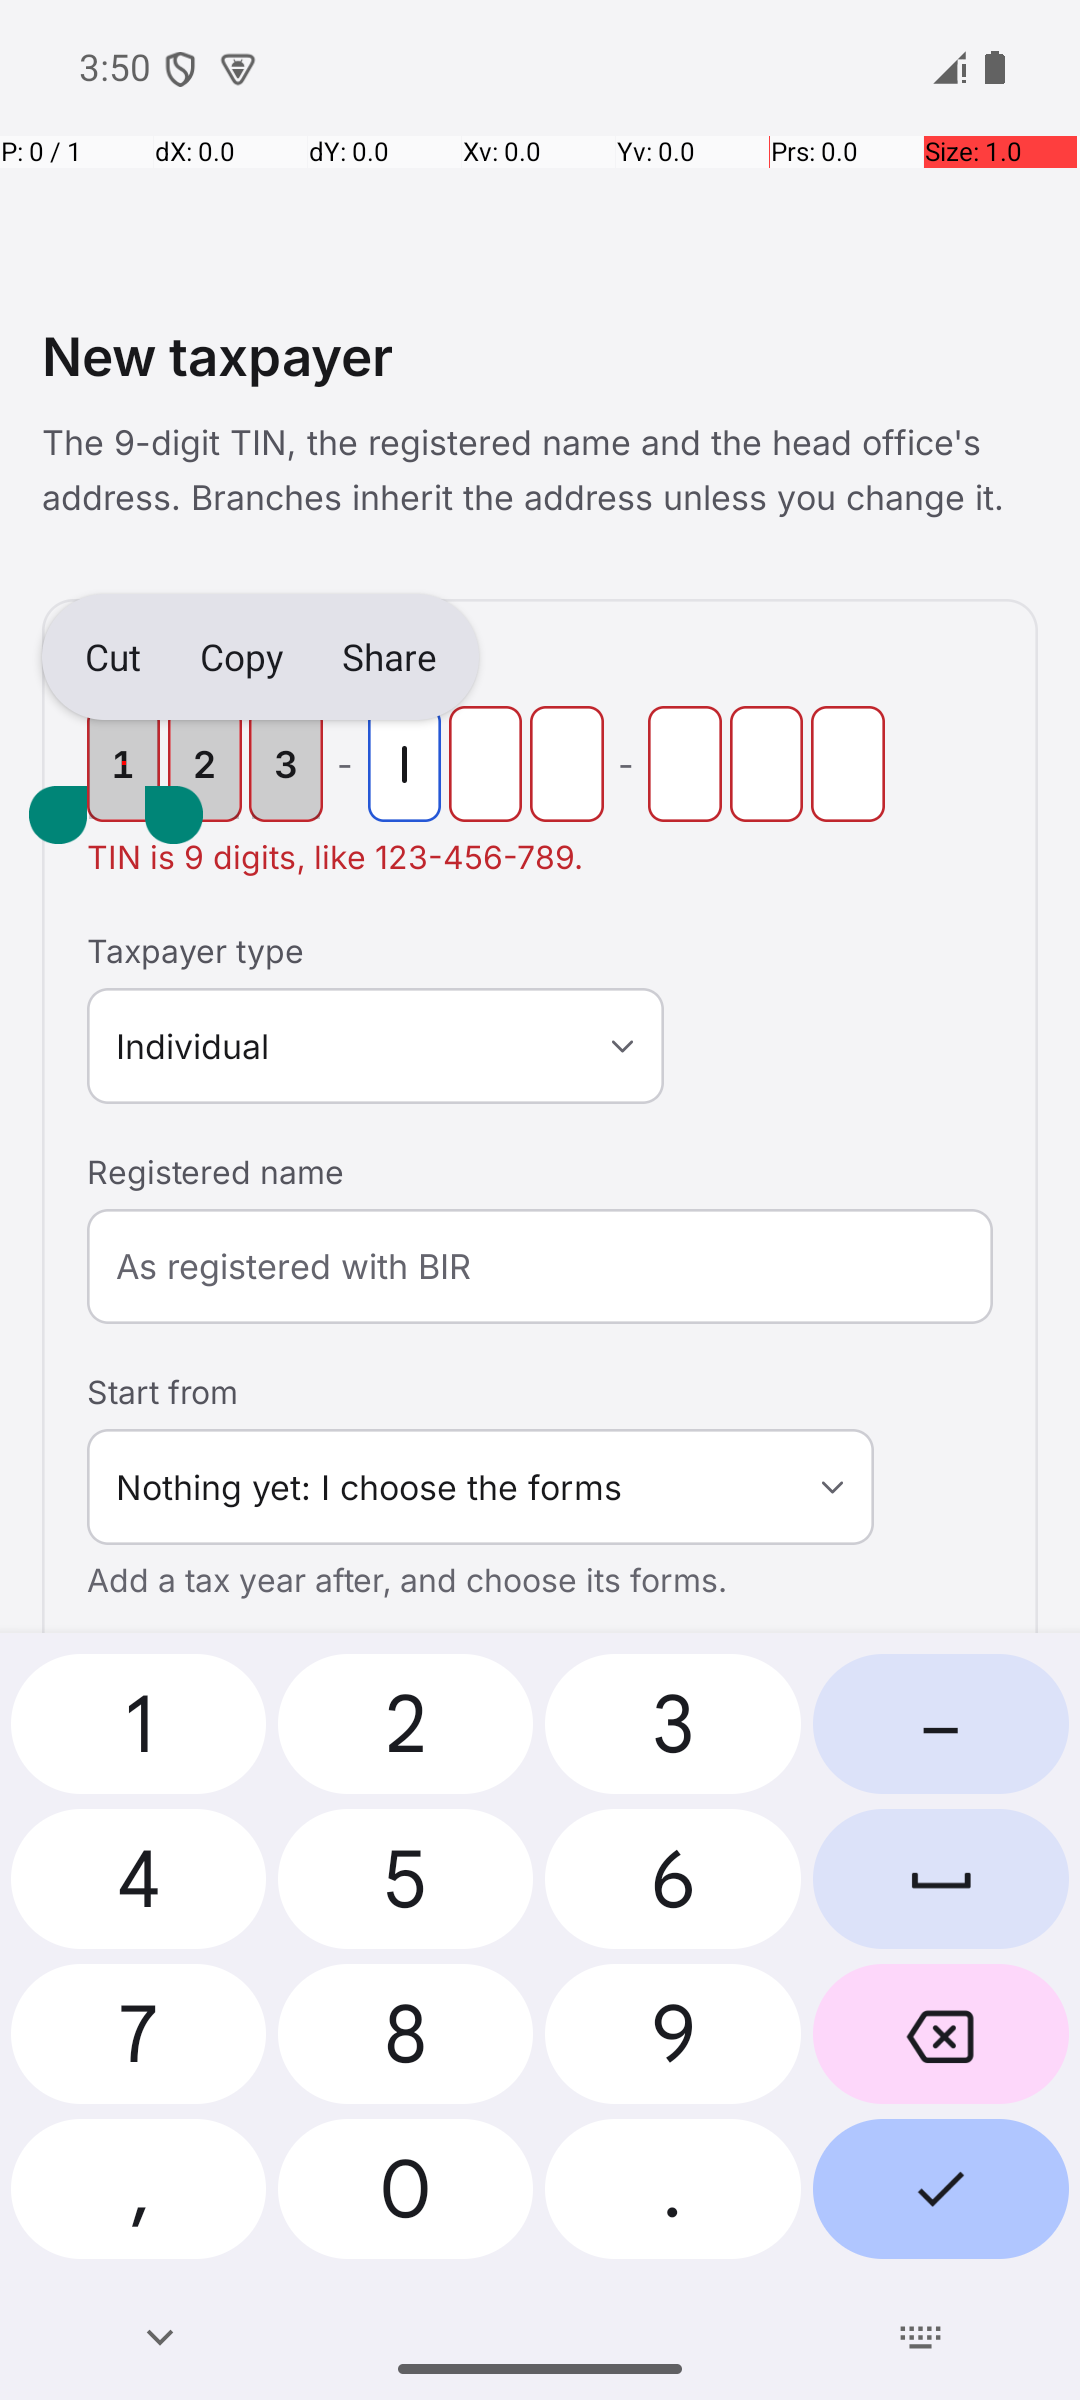 3:50
P: 0 / 1 dX: 0.0 dY: 0.0 Xv: 0.0 Yv: 0.0 Prs: 0.0 Size: 1.0
New taxpayer
The 9-digit TIN, the registered name and the head office's
address. Branches inherit the address unless you change it.
Cut Copy Share
1 2 3 - -
TIN is 9 digits, like 123-456-789.
Taxpayer type
Individual
Registered name
As registered with BIR
Start from
Nothing yet: I choose the forms
Add a tax year after, and choose its forms.
1 2 3 –
4 5 6
7 8 9
, 0 .